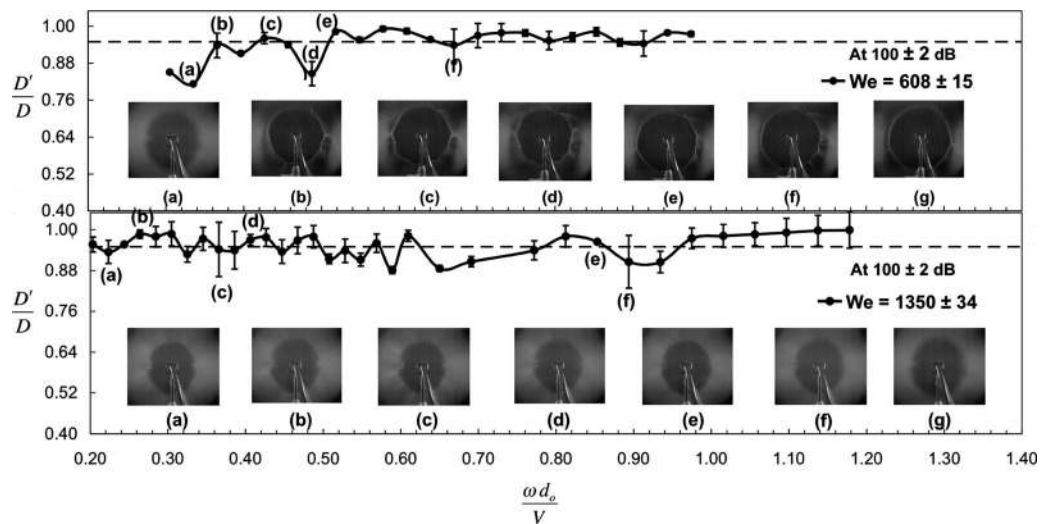 1.00
0.88
0.76
0.64
0.52
0.40
D'
D
(a)
(b)
(c)
(d)
(e)
(f)
At 100 ± 2 dB
We = 608 ± 15
(a) (b) (c) (d) (e) (f) (g)
1.00
0.88
0.76
0.64
0.52
0.40
D'
D
(a)
(b)
(c)
(d)
(e)
(f)
At 100 ± 2 dB
We = 1350 ± 34
(a) (b) (c) (d) (e) (f) (g)
0.20 0.30 0.40 0.50 0.60 0.70 0.80 0.90 1.00 1.10 1.20 1.30 1.40
ω dₒ
V